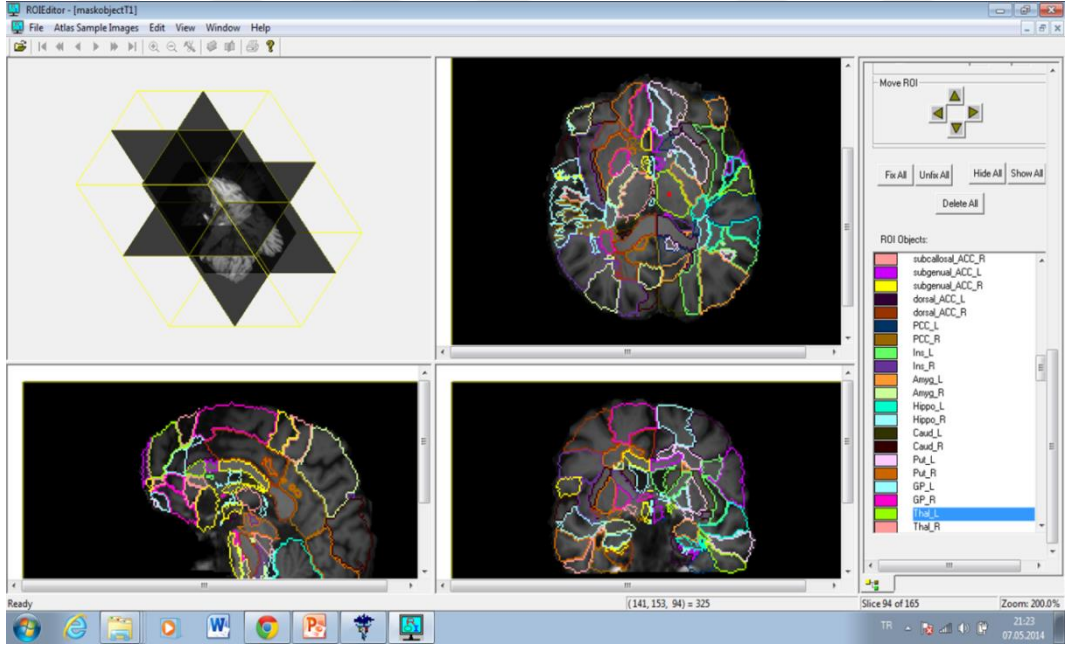 ROIEditor - [maskobjectT1]
File Atlas Sample Images Edit View Window Help
Move ROI
Fix All Unfix All Hide All Show All
Delete All
ROI Objects:
subcallosal_ACC_R
subgenual_ACC_L
subgenual_ACC_R
dorsal_ACC_L
dorsal_ACC_R
PCC_L
PCC_R
Ins_L
Ins_R
Amyg_L
Amyg_R
Hippo_L
Hippo_R
Caud_L
Caud_R
Put_L
Put_R
GP_L
GP_R
Thal_L
Thal_R
Ready (141, 153, 94) = 325 Slice 94 of 165 Zoom: 200.0%
TR 21:23
07.05.2014